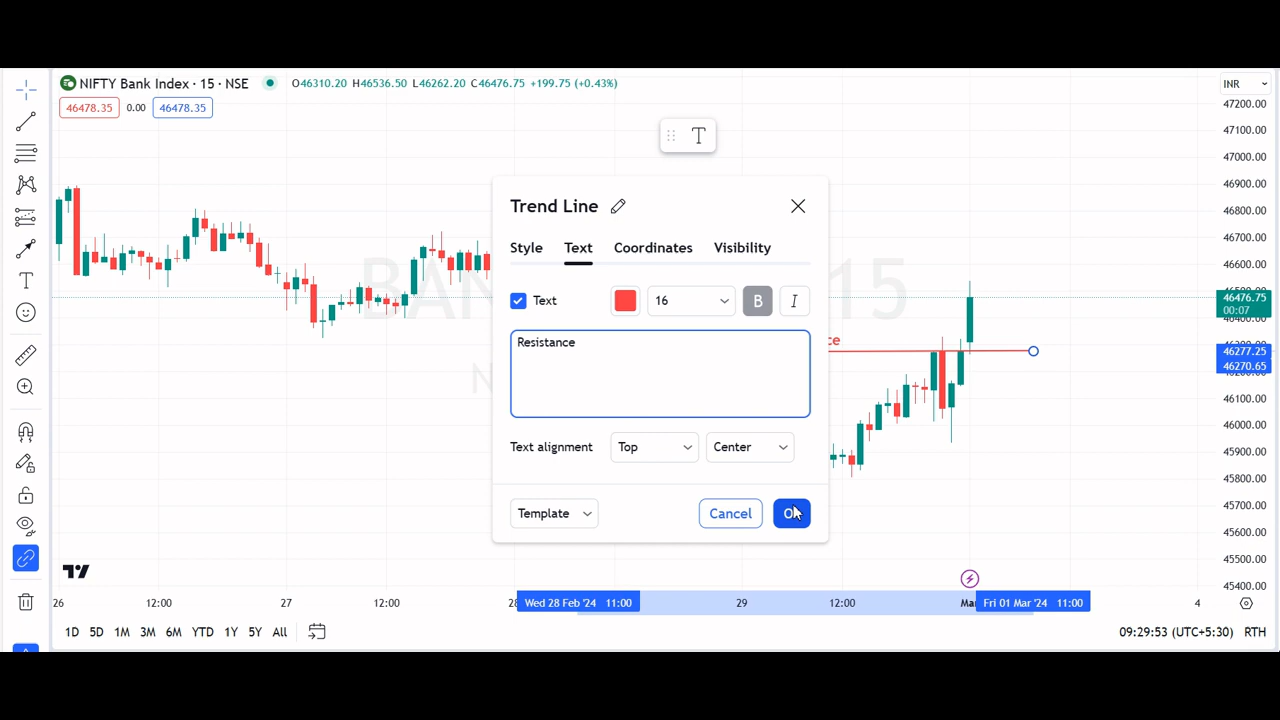 NIFTY Bank Index · 15 · NSE
O46310.20 H46536.50 L46262.20 C46476.75 +199.75 (+0.43%)
INR
46478.35 0.00 46478.35
T
47200.00
47100.00
47000.00
46900.00
46800.00
46700.00
46600.00
46476.75
00:07
46277.25
46270.65
46100.00
46000.00
45900.00
45800.00
45700.00
45600.00
45500.00
45400.00
Trend Line
Style Text Coordinates Visibility
Text 16 B I
Resistance
ce
Text alignment Top Center
Template Cancel O
15
26 12:00 27 12:00 28 Wed 28 Feb '24 11:00 29 12:00 Mar Fri 01 Mar '24 11:00 4
1D 5D 1M 3M 6M YTD 1Y 5Y All
09:29:53 (UTC+5:30) RTH